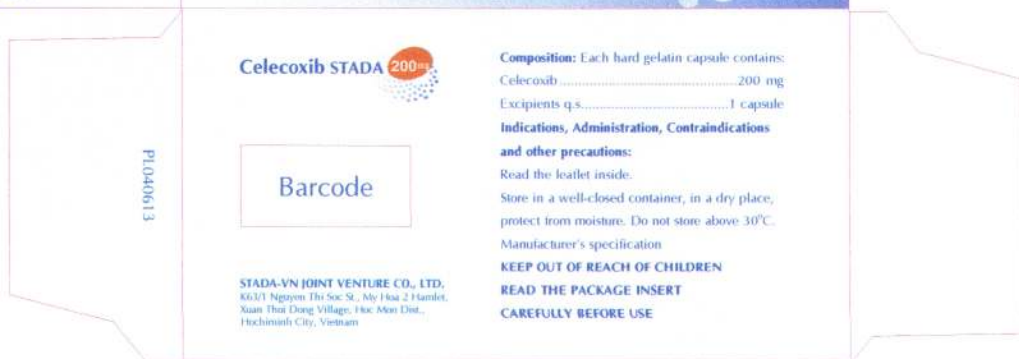 PL040613
Celecoxib STADA 200mg
Barcode
STADA-VN JOINT VENTURE CO., LTD.
K63/1 Nguyen Thi Soc St., My Hoa 2 Hamlet,
Xuan Thoi Dong Village, Hoc Mon Dist.,
Hochiminh City, Vietnam
Composition: Each hard gelatin capsule contains:
Celecoxib............................................200 mg
Excipients q.s....................................1 capsule
Indications, Administration, Contraindications
and other precautions:
Read the leaflet inside.
Store in a well-closed container, in a dry place,
protect from moisture. Do not store above 30°C.
Manufacturer's specification
KEEP OUT OF REACH OF CHILDREN
READ THE PACKAGE INSERT
CAREFULLY BEFORE USE